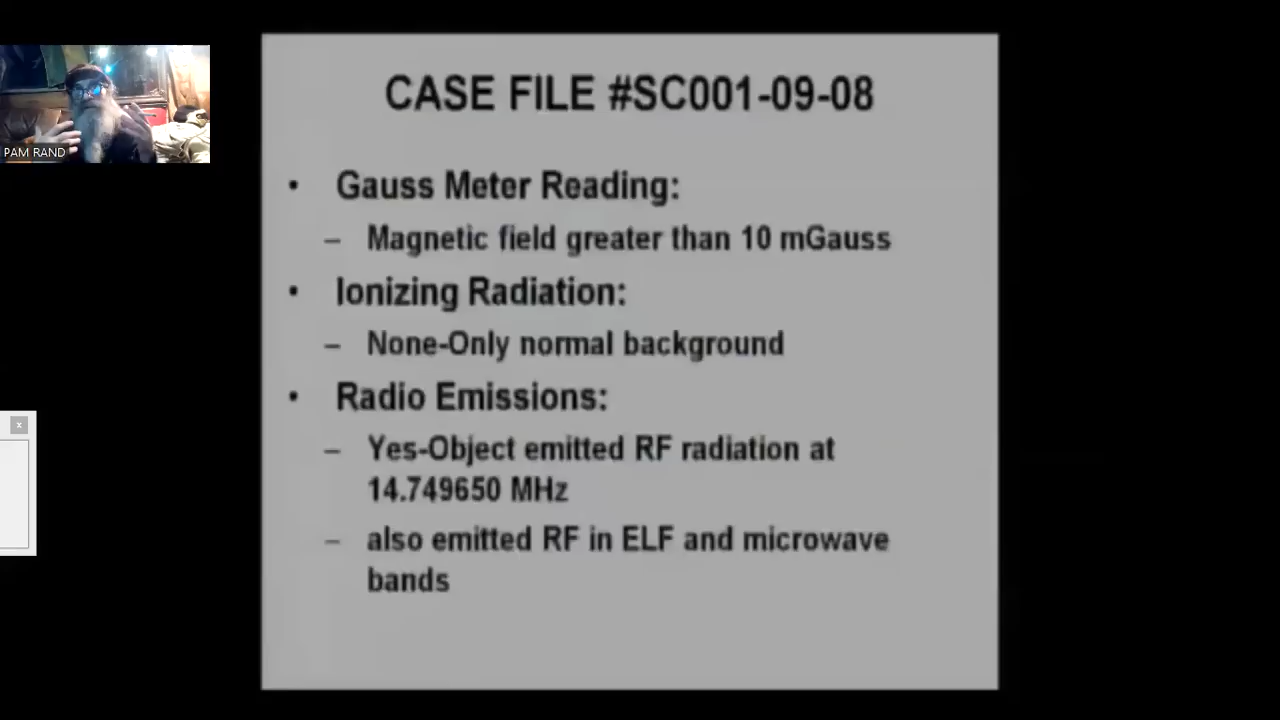 CASE FILE #SC001-09-08
PAM RAND
• Gauss Meter Reading:
– Magnetic field greater than 10 mGauss
• Ionizing Radiation:
– None-Only normal background
• Radio Emissions:
– Yes-Object emitted RF radiation at
14.749650 MHz
– also emitted RF in ELF and microwave
bands